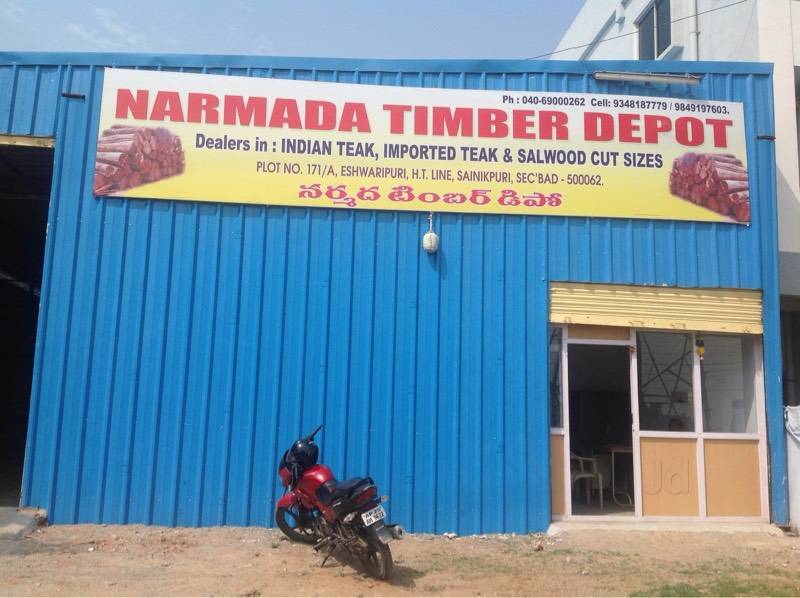 Ph : 040-69000262 Cell: 9348187779 / 9849197603.
NARMADA TIMBER DEPOT
Dealers in : INDIAN TEAK, IMPORTED TEAK & SALWOOD CUT SIZES
PLOT NO. 171/A, ESHWARIPURI, H.T. LINE, SAINIKPURI, SEC'BAD - 500062.
నర్మద టింబర్ డిపో
Jd